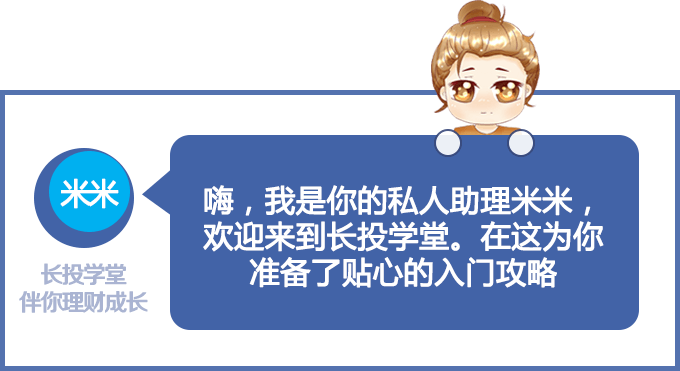 米米
长投学堂
伴你理财成长
嗨，我是你的私人助理米米，
欢迎来到长投学堂。在这为你
准备了贴心的入门攻略